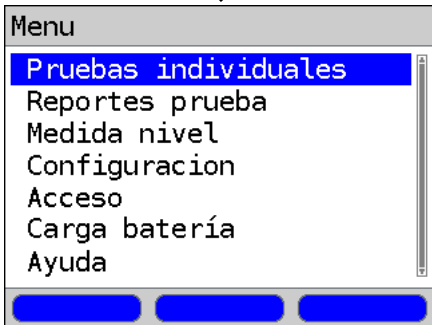 Menu
Pruebas individuales
Reportes prueba
Medida nivel
Configuracion
Acceso
Carga batería
Ayuda